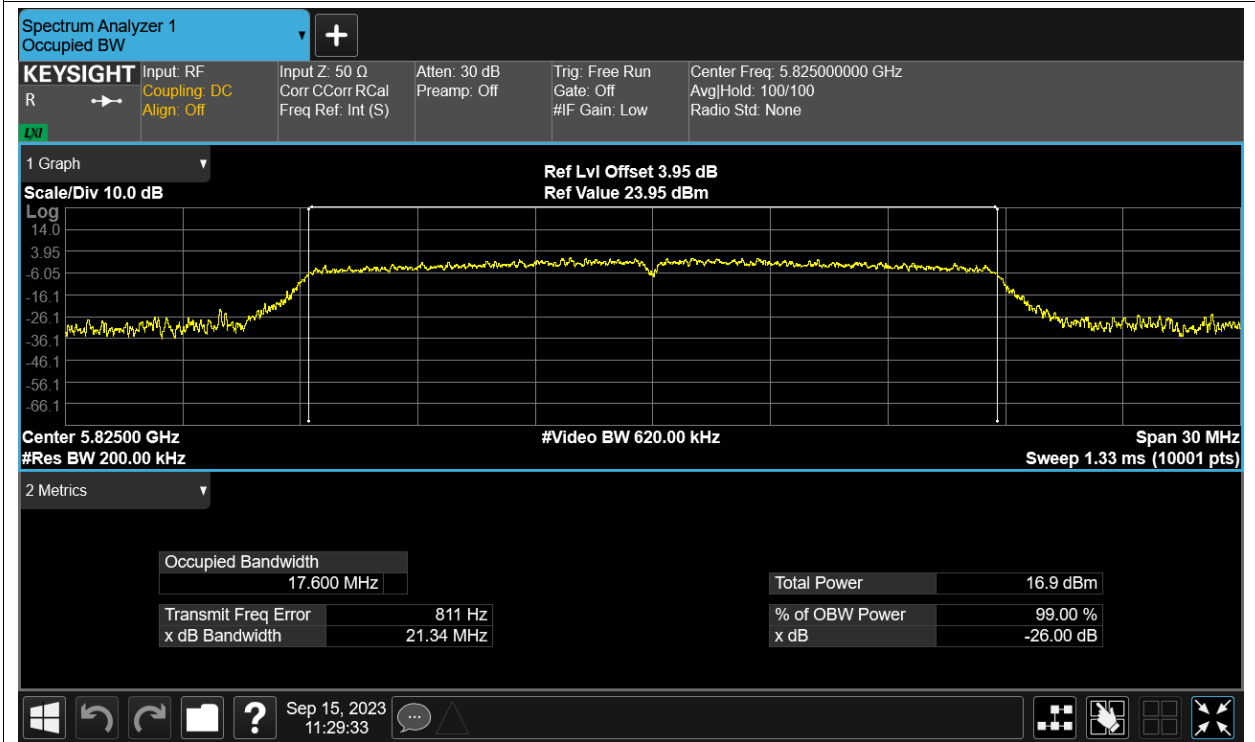 Spectrum Analyzer 1
Occupied BW
KEYSIGHT
R
LXI
Input: RF
Coupling: DC
Align: Off
Input Z: 50 Ω
Corr CCorr RCal
Freq Ref: Int (S)
Atten: 30 dB
Preamp: Off
Trig: Free Run
Gate: Off
#IF Gain: Low
Center Freq: 5.825000000 GHz
Avg|Hold: 100/100
Radio Std: None
1 Graph
Scale/Div 10.0 dB
Ref Lvl Offset 3.95 dB
Ref Value 23.95 dBm
Log
14.0
3.95
-6.05
-16.1
-26.1
-36.1
-46.1
-56.1
-66.1
Center 5.82500 GHz
#Video BW 620.00 kHz
Span 30 MHz
#Res BW 200.00 kHz
Sweep 1.33 ms (10001 pts)
2 Metrics
Occupied Bandwidth
17.600 MHz
Transmit Freq Error 811 Hz
x dB Bandwidth 21.34 MHz
Total Power 16.9 dBm
% of OBW Power 99.00 %
x dB -26.00 dB
?
Sep 15, 2023
11:29:33